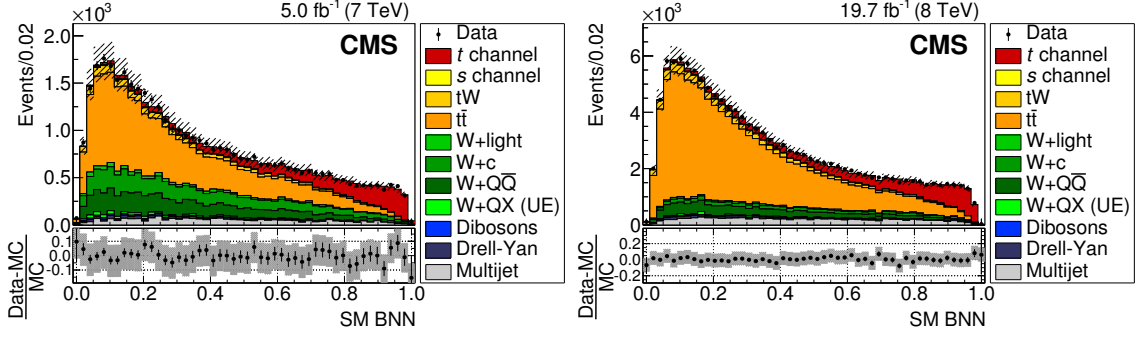 ×10³
5.0 fb⁻¹ (7 TeV)
CMS
Events/0.02
2.0
1.5
1.0
0.5
0.0
Data
t channel
s channel
tW
tt̅
W+light
W+c
W+QQ̅
W+QX (UE)
Dibosons
Drell-Yan
Multijet
Data-MC
MC
0.1
0.0
-0.1
0.0 0.2 0.4 0.6 0.8 1.0
SM BNN
×10³
19.7 fb⁻¹ (8 TeV)
CMS
Events/0.02
6
4
2
0
Data
t channel
s channel
tW
tt̅
W+light
W+c
W+QQ̅
W+QX (UE)
Dibosons
Drell-Yan
Multijet
Data-MC
MC
0.2
0.0
-0.2
0.0 0.2 0.4 0.6 0.8 1.0
SM BNN